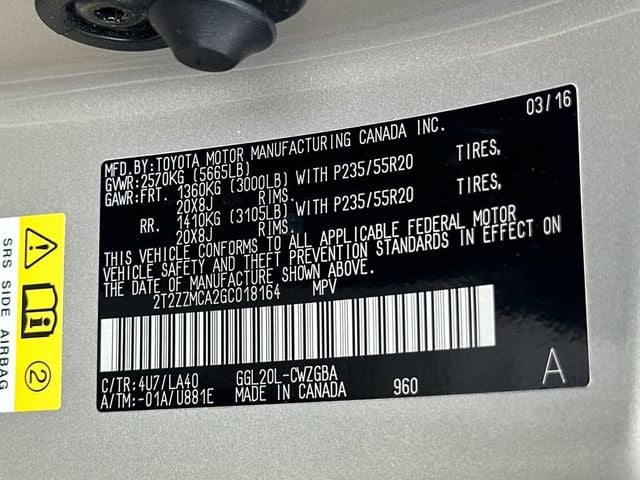 03/16
MFD.BY:TOYOTA MOTOR MANUFACTURING CANADA INC.
GVWR:2570KG (5665LB)
GAWR:FRT. 1360KG (3000LB) WITH P235/55R20 TIRES,
20X8J RIMS.
RR. 1410KG (3105LB) WITH P235/55R20 TIRES,
20X8J RIMS.
THIS VEHICLE CONFORMS TO ALL APPLICABLE FEDERAL MOTOR
VEHICLE SAFETY AND THEFT PREVENTION STANDARDS IN EFFECT ON
THE DATE OF MANUFACTURE SHOWN ABOVE.
2T2ZZMCA2GC018164 MPV
C/TR:4U7/LA40 GGL20L-CWZGBA
A/TM:-01A/U881E MADE IN CANADA 960 A
SRS SIDE AIRBAG
2